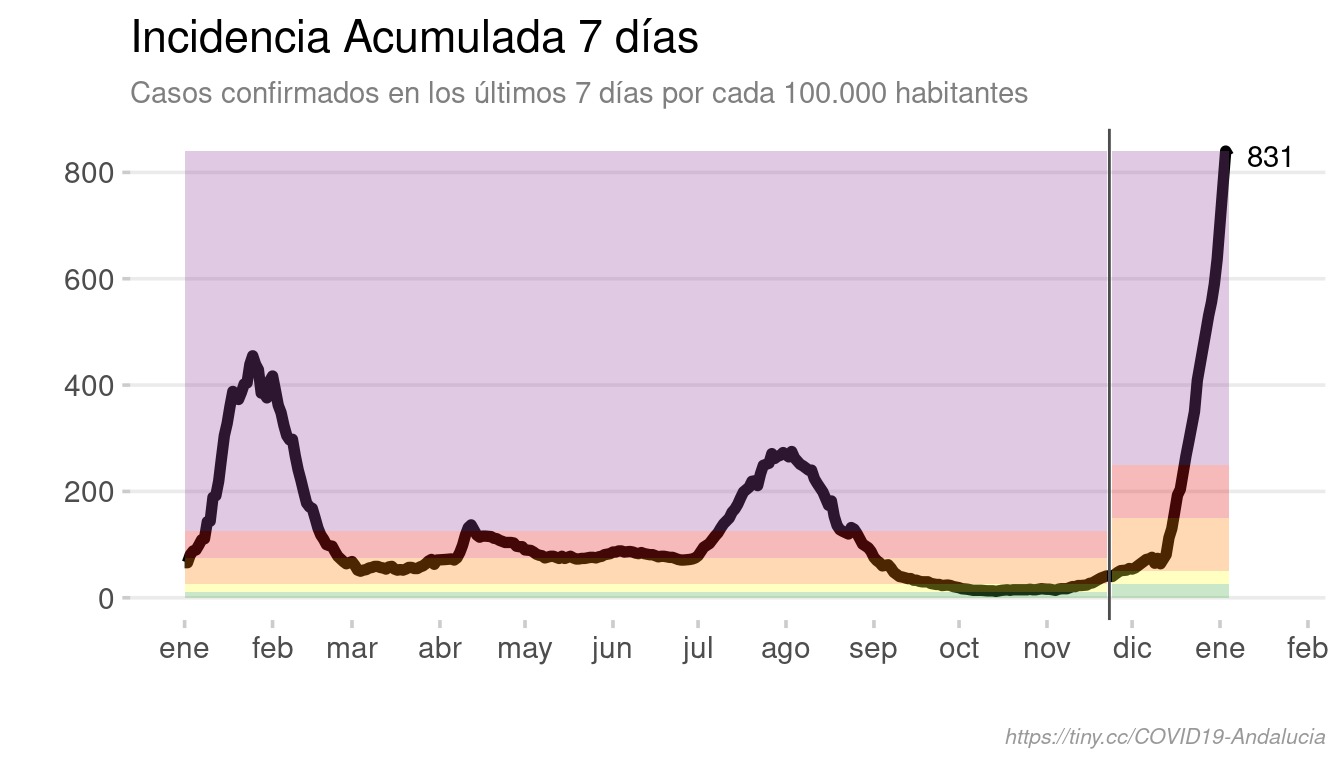 Incidencia Acumulada 7 días
Casos confirmados en los últimos 7 días por cada 100.000 habitantes
831
800
600
400
200
0
ene feb mar abr may jun jul ago sep oct nov dic ene feb
https://tiny.cc/COVID19-Andalucia